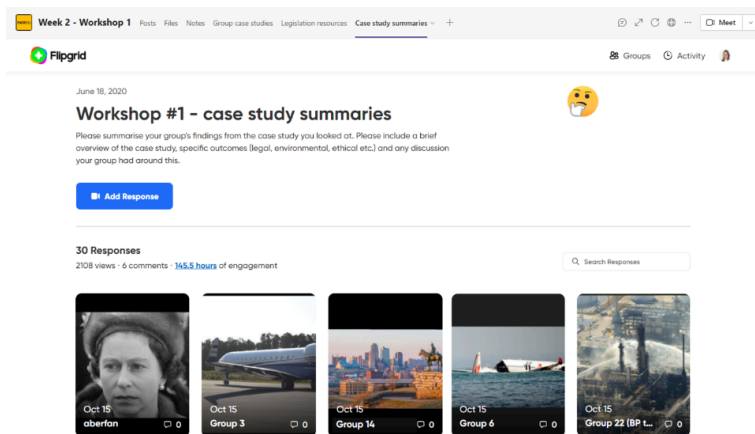 Week 2 - Workshop 1 Posts Files Notes Group case studies Legislation resources Case study summaries Meet
Flipgrid Groups Activity
June 18, 2020
Workshop #1 - case study summaries
Please summarise your group's findings from the case study you looked at. Please include a brief
overview of the case study, specific outcomes (legal, environmental, ethical etc.) and any discussion
your group had around this.
Add Response
30 Responses
2108 views · 6 comments · 145.5 hours of engagement
Search Responses
Oct 15 Oct 15 Oct 15 Oct 15 Oct 15
aberfan 0 Group 3 0 Group 14 0 Group 6 0 Group 22 (BP t... 0